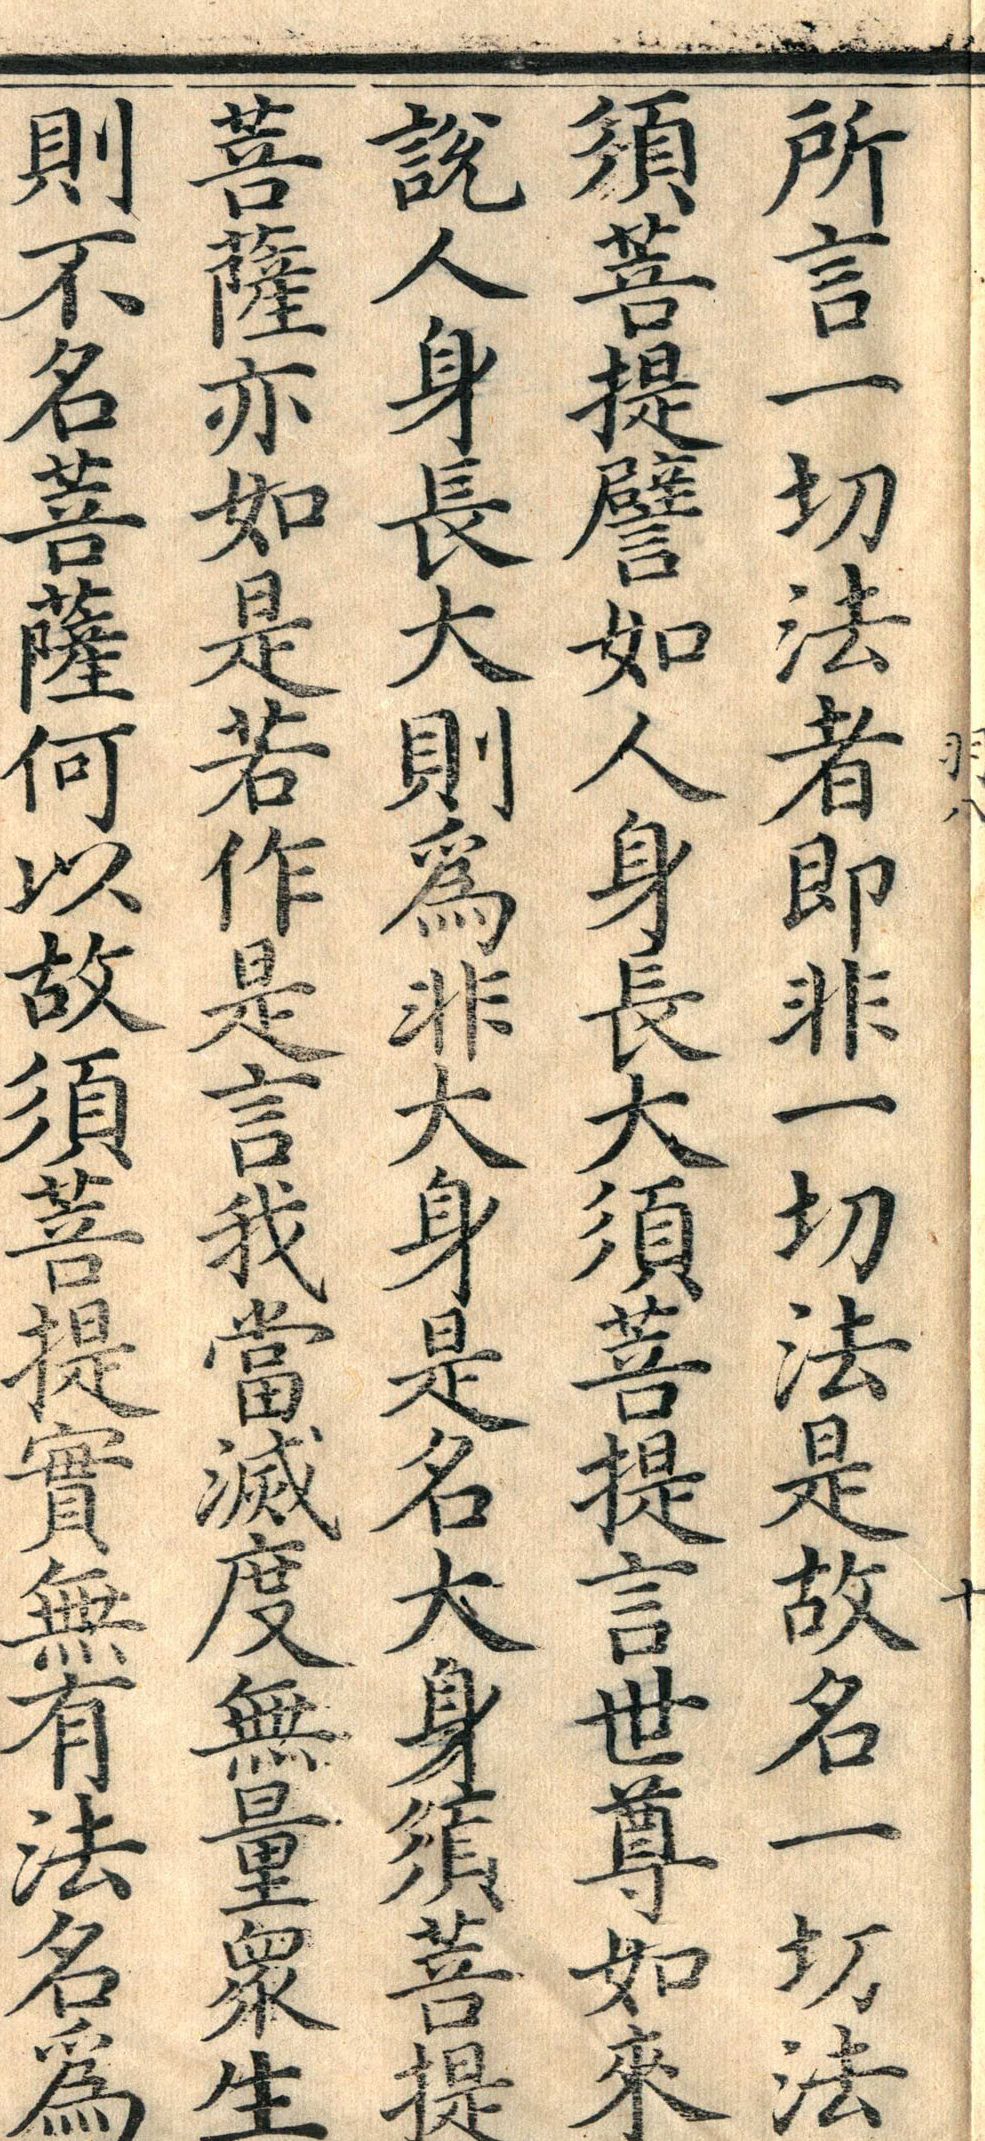 所言一切法者即非一切法是故名一切法
須菩提譬如人身長大須菩提言世尊如來
說人身長大則為非大身是名大身須菩提
菩薩亦如是若作是言我當滅度無量眾生
則不名菩薩何以故須菩提實無有法名為